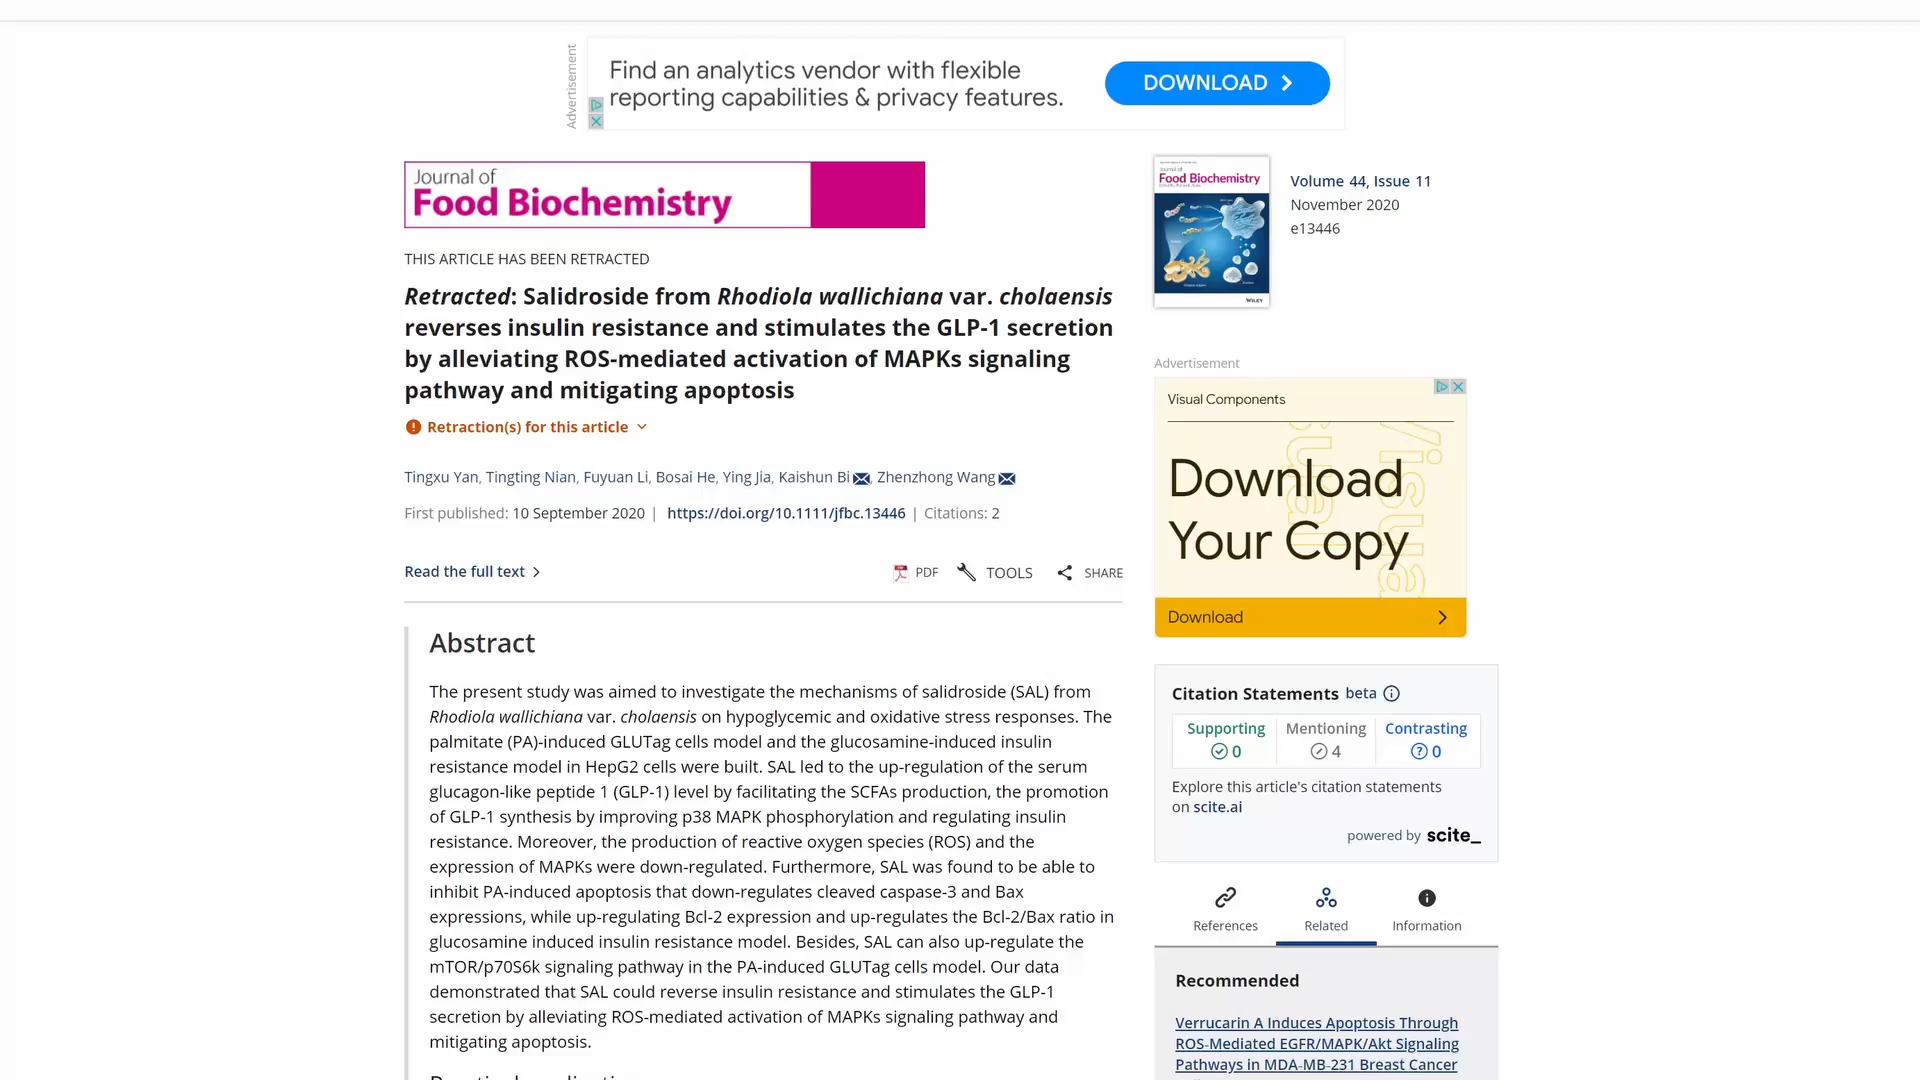 Advertisement
Find an analytics vendor with flexible
reporting capabilities & privacy features.
DOWNLOAD
Journal of
Food Biochemistry
THIS ARTICLE HAS BEEN RETRACTED
Retracted: Salidroside from Rhodiola wallichiana var. cholaensis
reverses insulin resistance and stimulates the GLP-1 secretion
by alleviating ROS-mediated activation of MAPKs signaling
pathway and mitigating apoptosis
Retraction(s) for this article
Tingxu Yan, Tingting Nian, Fuyuan Li, Bosai He, Ying Jia, Kaishun Bi, Zhenzhong Wang
First published: 10 September 2020 | https://doi.org/10.1111/jfbc.13446 | Citations: 2
Read the full text
PDF TOOLS SHARE
Abstract
The present study was aimed to investigate the mechanisms of salidroside (SAL) from
Rhodiola wallichiana var. cholaensis on hypoglycemic and oxidative stress responses. The
palmitate (PA)-induced GLUTag cells model and the glucosamine-induced insulin
resistance model in HepG2 cells were built. SAL led to the up-regulation of the serum
glucagon-like peptide 1 (GLP-1) level by facilitating the SCFAs production, the promotion
of GLP-1 synthesis by improving p38 MAPK phosphorylation and regulating insulin
resistance. Moreover, the production of reactive oxygen species (ROS) and the
expression of MAPKs were down-regulated. Furthermore, SAL was found to be able to
inhibit PA-induced apoptosis that down-regulates cleaved caspase-3 and Bax
expressions, while up-regulating Bcl-2 expression and up-regulates the Bcl-2/Bax ratio in
glucosamine induced insulin resistance model. Besides, SAL can also up-regulate the
mTOR/p70S6k signaling pathway in the PA-induced GLUTag cells model. Our data
demonstrated that SAL could reverse insulin resistance and stimulates the GLP-1
secretion by alleviating ROS-mediated activation of MAPKs signaling pathway and
mitigating apoptosis.
Journal of
Food Biochemistry
WILEY
Volume 44, Issue 11
November 2020
e13446
Advertisement
Visual Components
Download
Your Copy
Download
Citation Statements beta
Supporting Mentioning Contrasting
0 4 0
Explore this article's citation statements
on scite.ai
powered by scite_
References Related Information
Recommended
Verrucarin A Induces Apoptosis Through
ROS-Mediated EGFR/MAPK/Akt Signaling
Pathways in MDA-MB-231 Breast Cancer